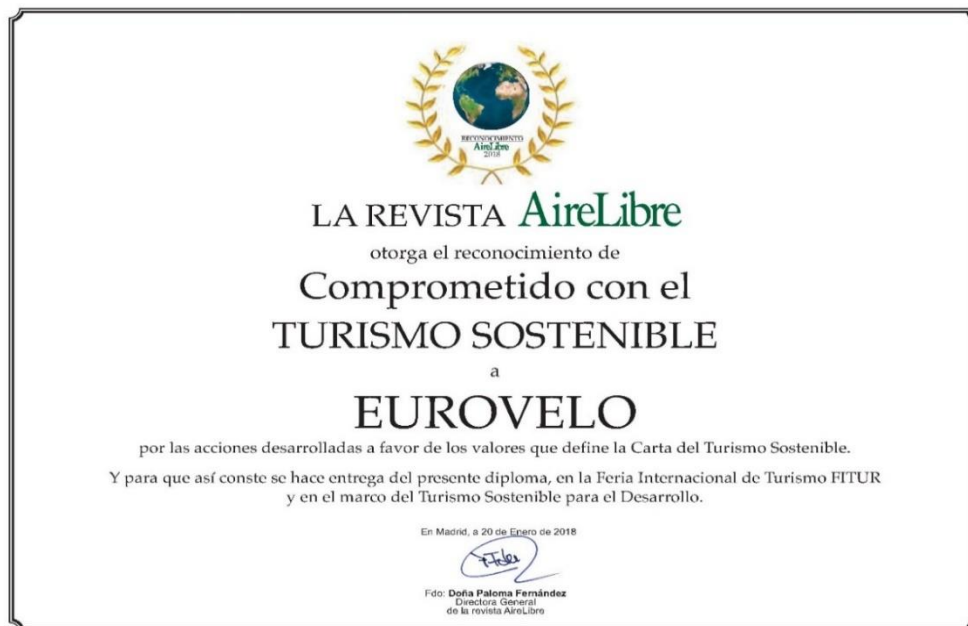 RECONOCIMIENTO
AireLibre
2018
LA REVISTA AireLibre
otorga el reconocimiento de
Comprometido con el
TURISMO SOSTENIBLE
a
EUROVELO
por las acciones desarrolladas a favor de los valores que define la Carta del Turismo Sostenible.
Y para que así conste se hace entrega del presente diploma, en la Feria Internacional de Turismo FITUR
y en el marco del Turismo Sostenible para el Desarrollo.
En Madrid, a 20 de Enero de 2018
Fdo: Doña Paloma Fernández
Directora General
de la revista AireLibre